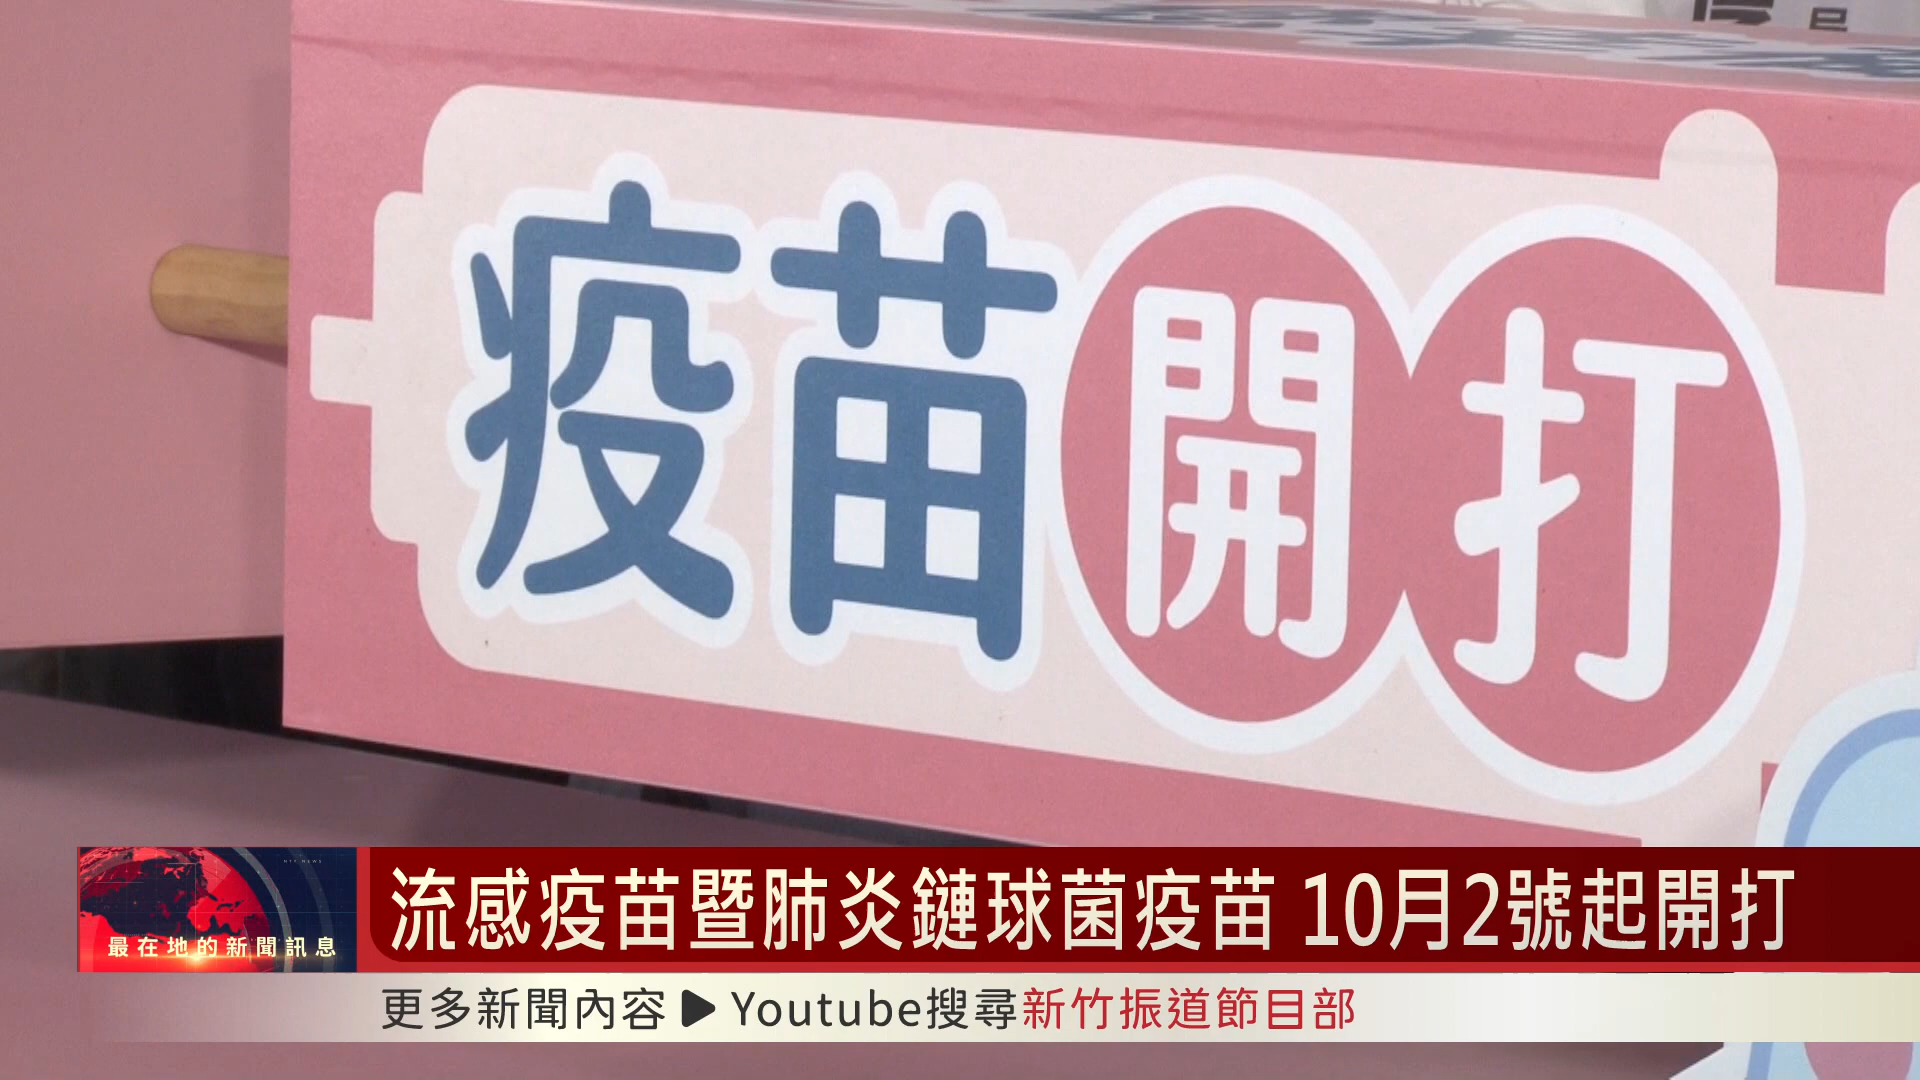 疫苗開打
流感疫苗暨肺炎鏈球菌疫苗 10月2號起開打
最在地的新聞訊息
更多新聞內容▶Youtube搜尋新竹振道節目部